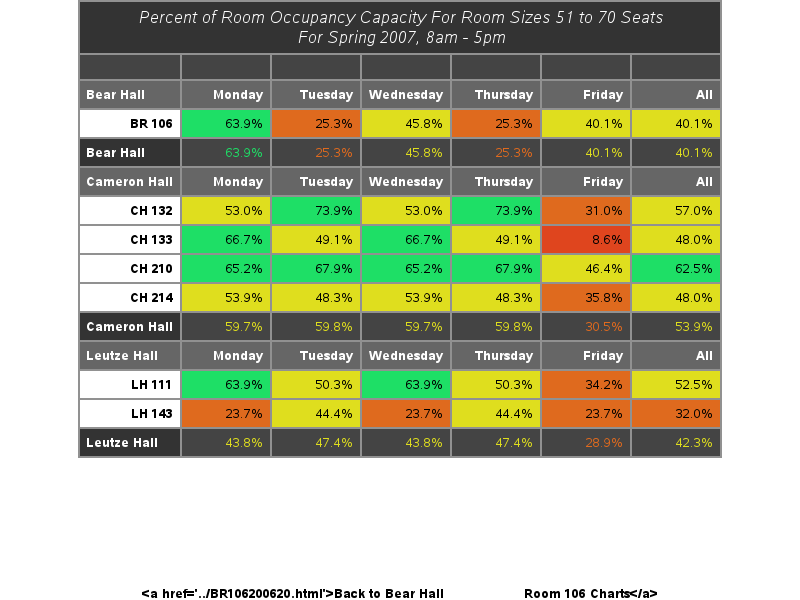 Percent of Room Occupancy Capacity For Room Sizes 51 to 70 Seats
For Spring 2007, 8am - 5pm
Bear Hall Monday Tuesday Wednesday Thursday Friday All
BR 106 63.9% 25.3% 45.8% 25.3% 40.1% 40.1%
Bear Hall 63.9% 25.3% 45.8% 25.3% 40.1% 40.1%
Cameron Hall Monday Tuesday Wednesday Thursday Friday All
CH 132 53.0% 73.9% 53.0% 73.9% 31.0% 57.0%
CH 133 66.7% 49.1% 66.7% 49.1% 8.6% 48.0%
CH 210 65.2% 67.9% 65.2% 67.9% 46.4% 62.5%
CH 214 53.9% 48.3% 53.9% 48.3% 35.8% 48.0%
Cameron Hall 59.7% 59.8% 59.7% 59.8% 30.5% 53.9%
Leutze Hall Monday Tuesday Wednesday Thursday Friday All
LH 111 63.9% 50.3% 63.9% 50.3% 34.2% 52.5%
LH 143 23.7% 44.4% 23.7% 44.4% 23.7% 32.0%
Leutze Hall 43.8% 47.4% 43.8% 47.4% 28.9% 42.3%
<a href='../BR106200620.html'>Back to Bear Hall Room 106 Charts</a>